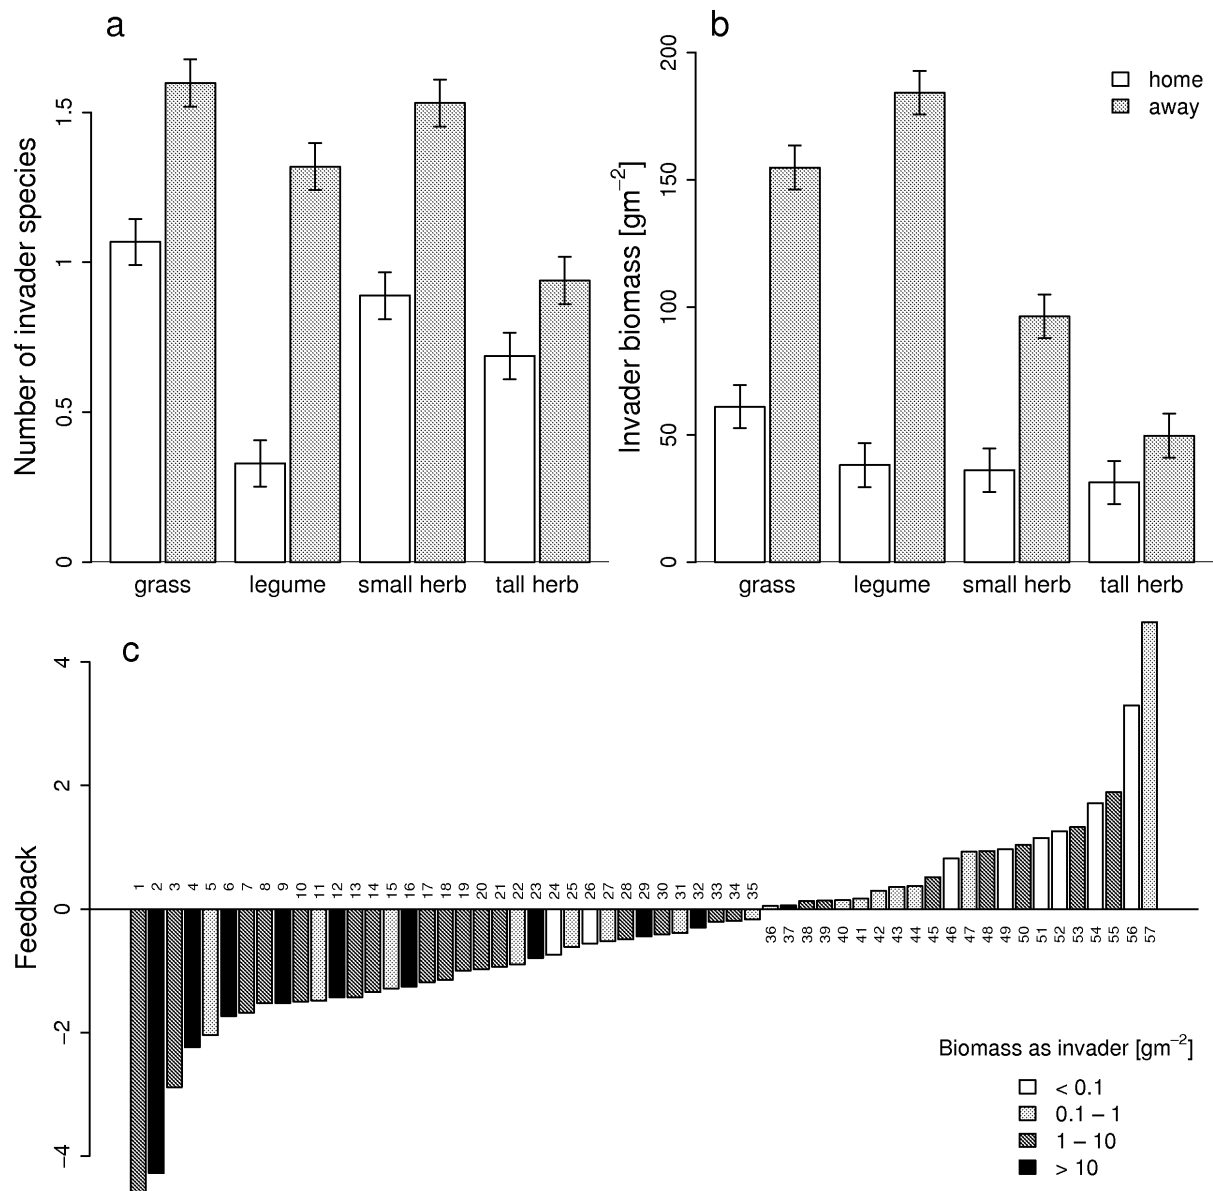 a
Number of invader species
0
0.5
1
1.5
grass legume small herb tall herb
b
Invader biomass [gm−2]
0
50
100
150
200
home
away
grass legume small herb tall herb
c
Feedback
4
2
0
−2
−4
1 2 3 4 5 6 7 8 9 10 11 12 13 14 15 16 17 18 19 20 21 22 23 24 25 26 27 28 29 30 31 32 33 34 35
36 37 38 39 40 41 42 43 44 45 46 47 48 49 50 51 52 53 54 55 56 57
Biomass as invader [gm−2]
< 0.1
0.1 – 1
1 – 10
> 10